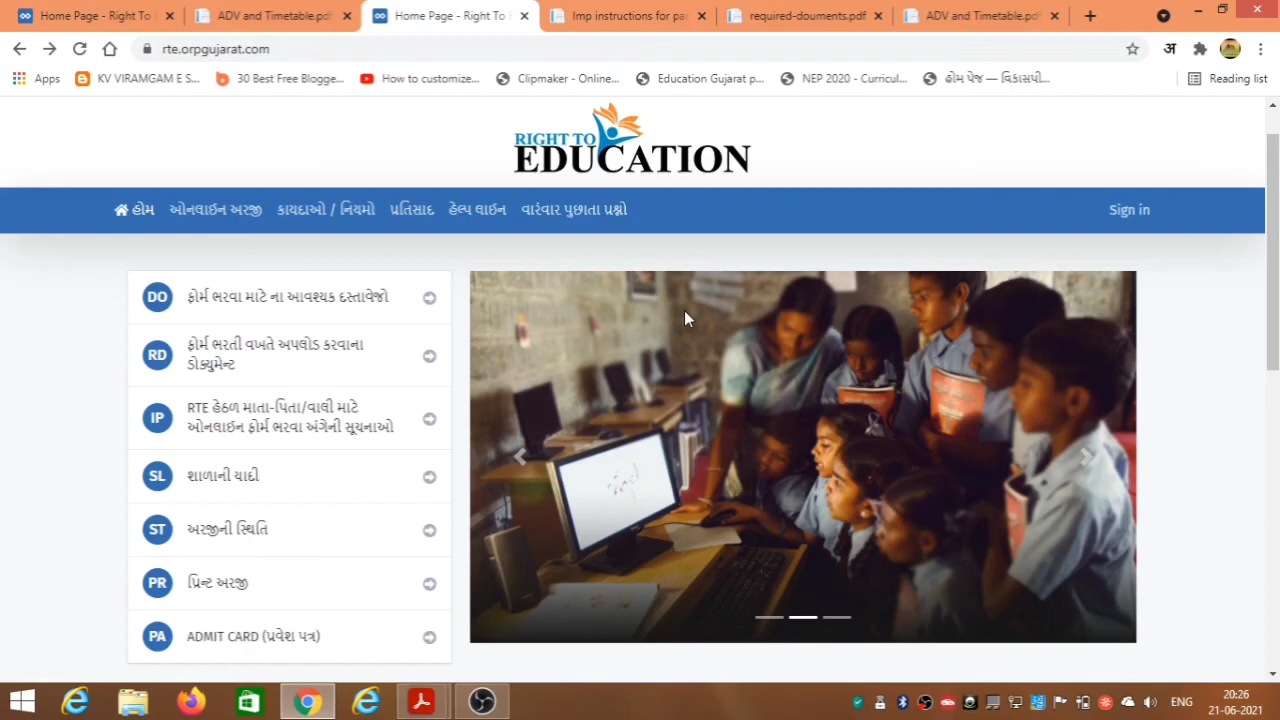 Home Page - Right To
ADV and Timetable.pdf
Home Page - Right To
Imp instructions for pa
required-douments.pdf
ADV and Timetable.pdf
rte.orpgujarat.com
अ
Apps
KV VIRAMGAM E S...
30 Best Free Blogge...
How to customize...
Clipmaker - Online...
Education Gujarat p...
NEP 2020 - Curricul...
હોમ પેજ — વિકાસપી...
Reading list
RIGHT TO
EDUCATION
હોમ ઓનલાઈન અરજી કાયદાઓ / નિયમો પ્રતિસાદ હેલ્પ લાઈન વારંવાર પુછાતા પ્રશ્નો Sign in
DO ફોર્મ ભરવા માટે ના આવશ્યક દસ્તાવેજો
RD ફોર્મ ભરતી વખતે અપલોડ કરવાના
ડોક્યુમેન્ટ
IP RTE હેઠળ માતા-પિતા/વાલી માટે
ઓનલાઇન ફોર્મ ભરવા અંગેની સૂચનાઓ
SL શાળાની યાદી
ST અરજીની સ્થિતિ
PR પ્રિન્ટ અરજી
PA ADMIT CARD (પ્રવેશ પત્ર)
ENG
20:26
21-06-2021